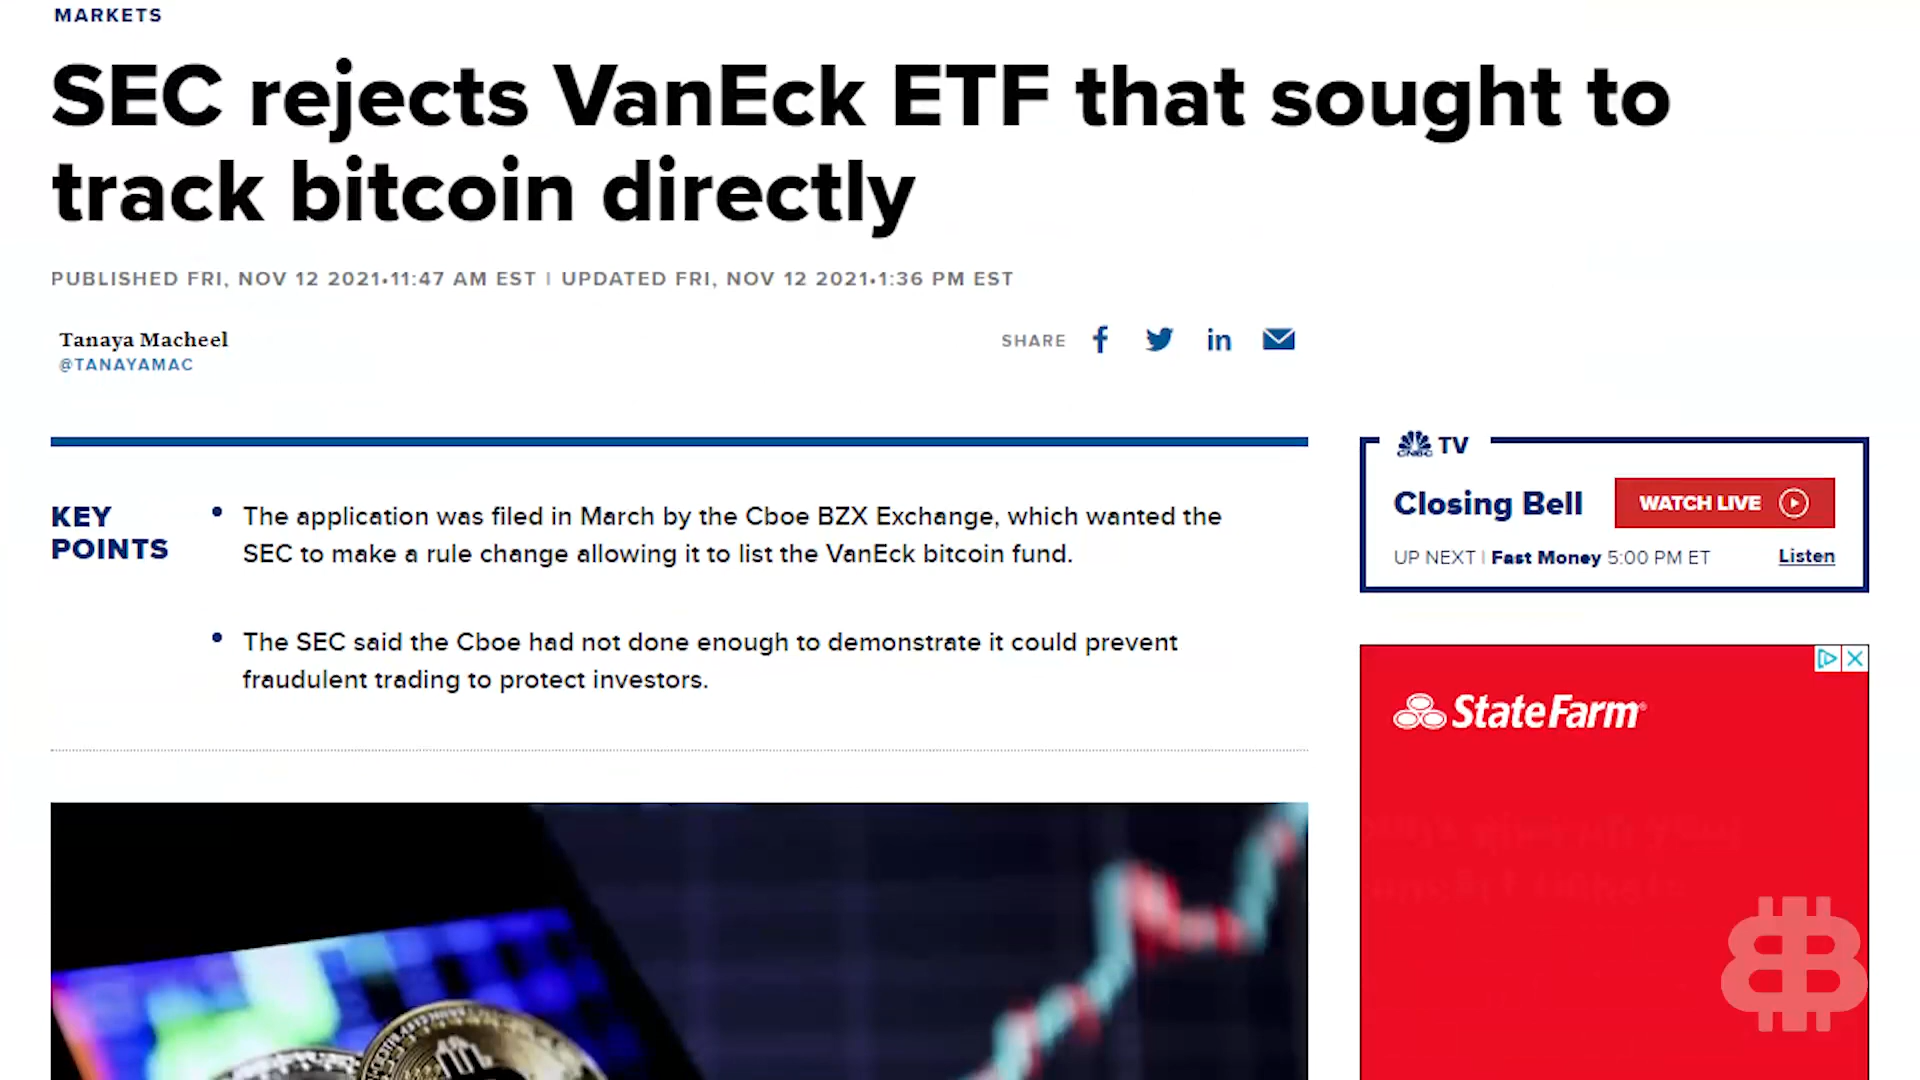 MARKETS
SEC rejects VanEck ETF that sought to
track bitcoin directly
PUBLISHED FRI, NOV 12 2021•11:47 AM EST | UPDATED FRI, NOV 12 2021•1:36 PM EST
Tanaya Macheel
@TANAYAMAC
SHARE
KEY
POINTS
• The application was filed in March by the Cboe BZX Exchange, which wanted the
SEC to make a rule change allowing it to list the VanEck bitcoin fund.
• The SEC said the Cboe had not done enough to demonstrate it could prevent
fraudulent trading to protect investors.
CNBC TV
Closing Bell
WATCH LIVE
UP NEXT | Fast Money 5:00 PM ET
Listen
StateFarm®